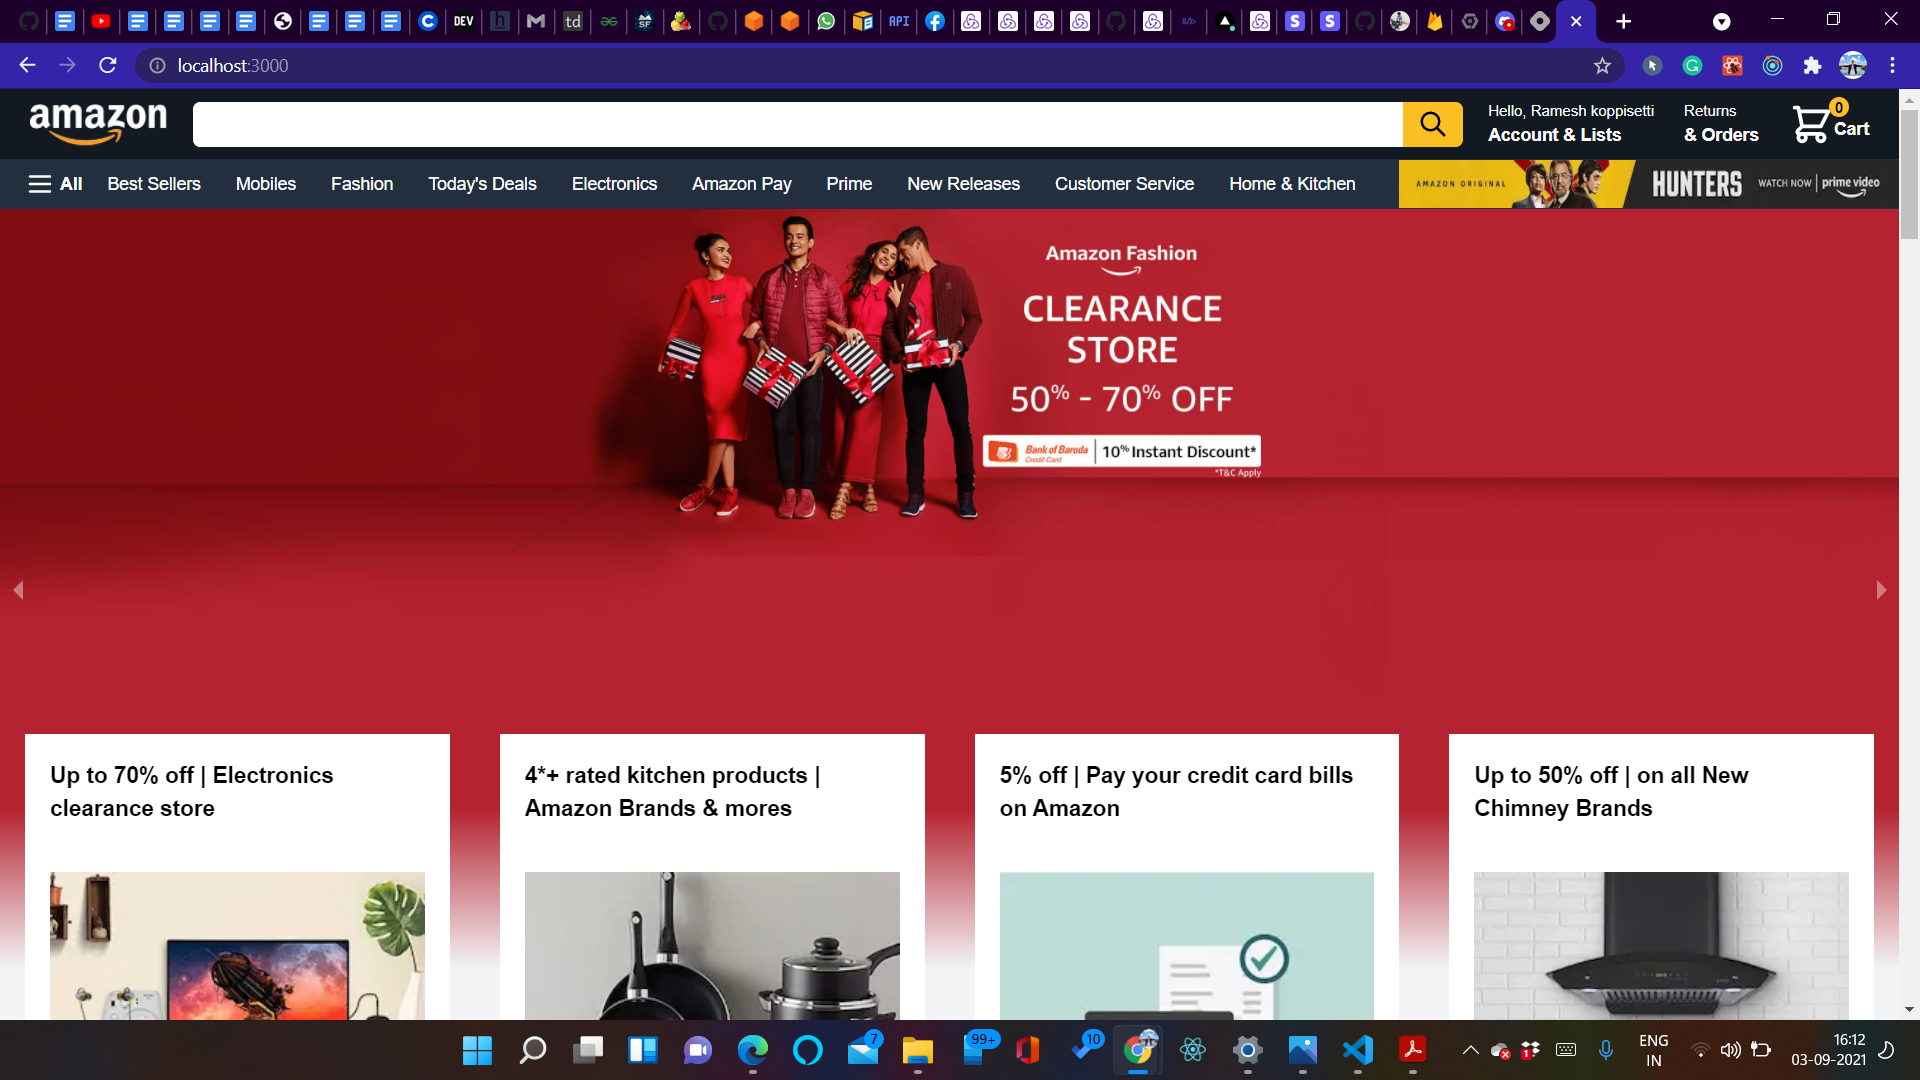 DEV
td
API
localhost:3000
amazon
Hello, Ramesh koppisetti
Account & Lists
Returns
& Orders
0
Cart
All
Best Sellers
Mobiles
Fashion
Today's Deals
Electronics
Amazon Pay
Prime
New Releases
Customer Service
Home & Kitchen
AMAZON ORIGINAL
HUNTERS
WATCH NOW | prime video
Amazon Fashion
CLEARANCE
STORE
50% - 70% OFF
Bank of Baroda
Credit Card
10% Instant Discount*
*T&C Apply
Up to 70% off | Electronics
clearance store
4*+ rated kitchen products |
Amazon Brands & mores
5% off | Pay your credit card bills
on Amazon
Up to 50% off | on all New
Chimney Brands
7
99+
10
1
ENG
IN
16:12
03-09-2021